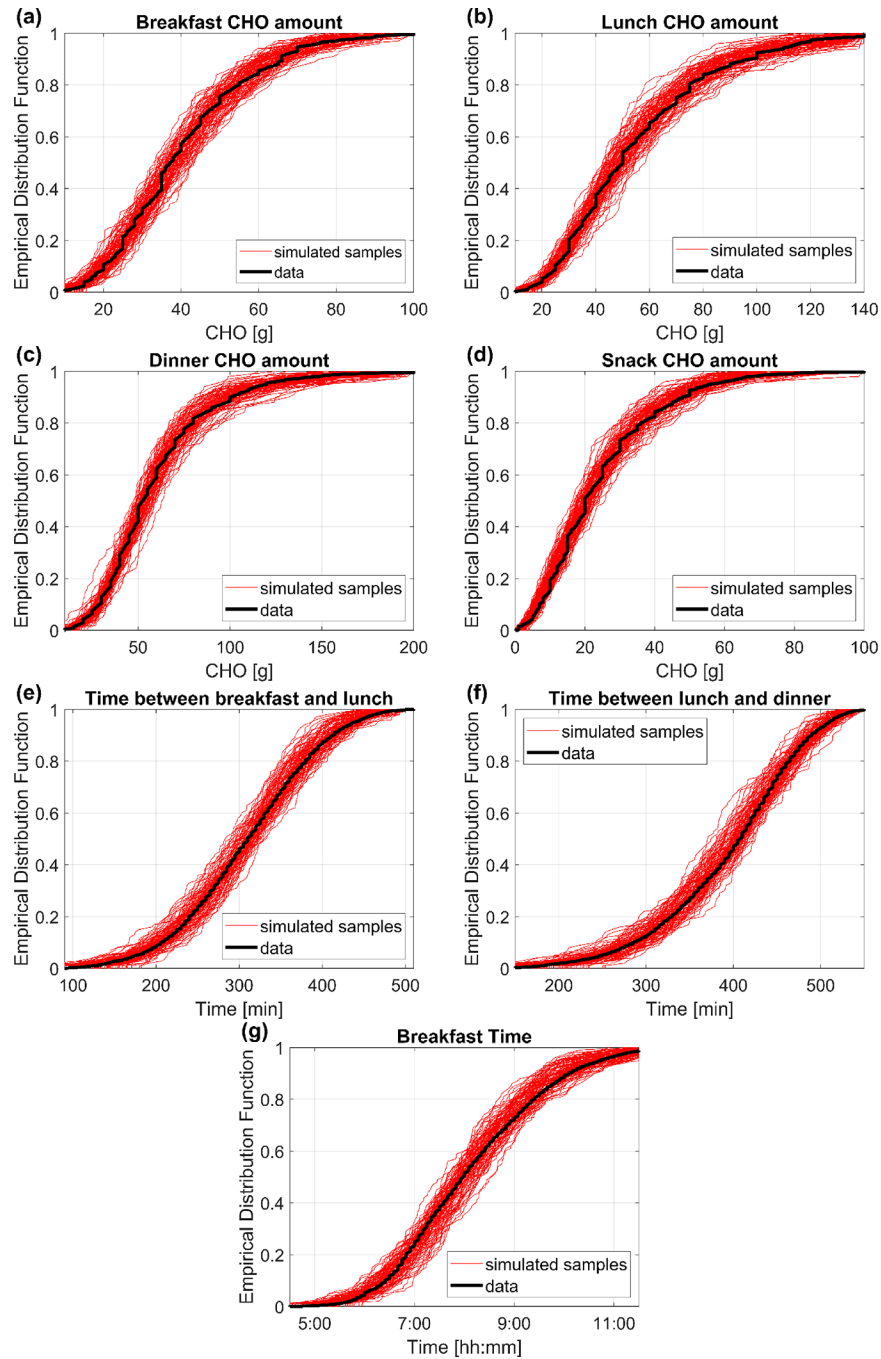 (a)
Breakfast CHO amount
Empirical Distribution Function
1
0.8
0.6
0.4
0.2
0
simulated samples
data
20 40 60 80 100
CHO [g]
(b)
Lunch CHO amount
Empirical Distribution Function
1
0.8
0.6
0.4
0.2
0
simulated samples
data
20 40 60 80 100 120 140
CHO [g]
(c)
Dinner CHO amount
Empirical Distribution Function
1
0.8
0.6
0.4
0.2
0
simulated samples
data
50 100 150 200
CHO [g]
(d)
Snack CHO amount
Empirical Distribution Function
1
0.8
0.6
0.4
0.2
0
simulated samples
data
0 20 40 60 80 100
CHO [g]
(e)
Time between breakfast and lunch
Empirical Distribution Function
1
0.8
0.6
0.4
0.2
0
simulated samples
data
100 200 300 400 500
Time [min]
(f)
Time between lunch and dinner
Empirical Distribution Function
1
0.8
0.6
0.4
0.2
0
simulated samples
data
200 300 400 500
Time [min]
(g)
Breakfast Time
Empirical Distribution Function
1
0.8
0.6
0.4
0.2
0
simulated samples
data
5:00 7:00 9:00 11:00
Time [hh:mm]